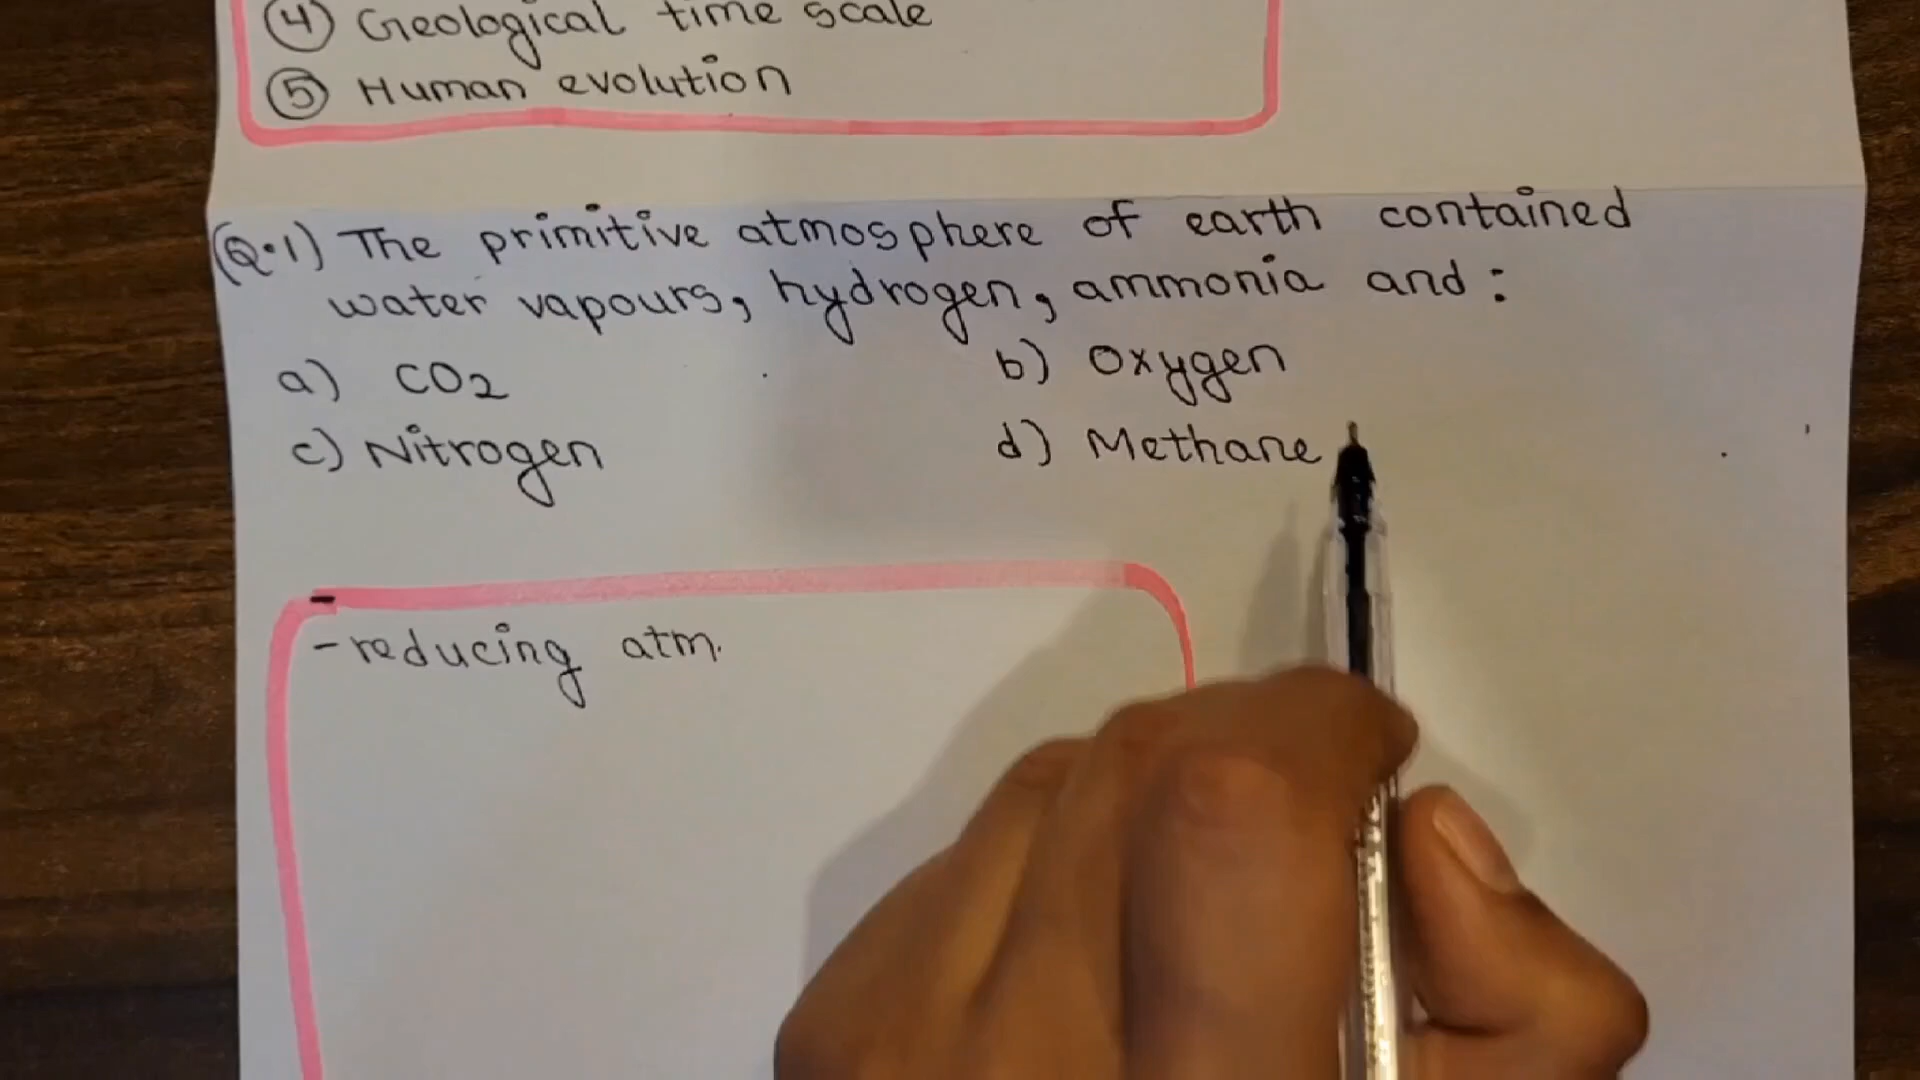 ④ Geological time scale
⑤ Human evolution
(Q.1) The primitive atmosphere of earth contained
water vapours, hydrogen, ammonia and :
a) CO2
b) Oxygen
c) Nitrogen
d) Methane
- reducing atm.